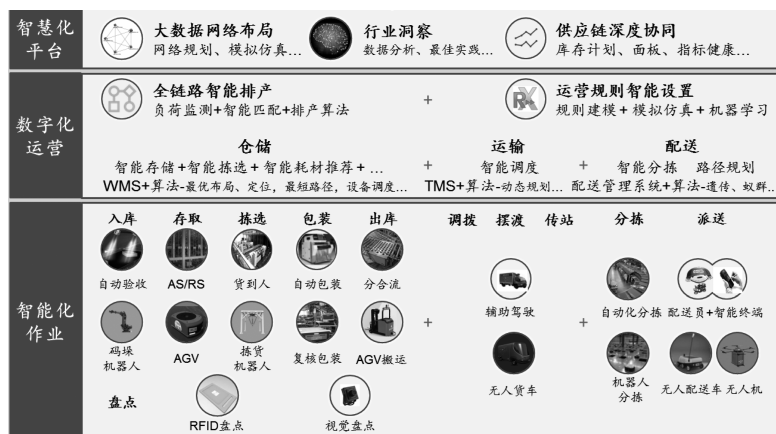 智慧化
平台
大数据网络布局
网络规划、模拟仿真…
行业洞察
数据分析、最佳实践…
供应链深度协同
库存计划、面板、指标健康…
数字化
运营
全链路智能排产
负荷监测+智能匹配+排产算法
+
运营规则智能设置
规则建模+模拟仿真+机器学习
仓储
智能存储+智能拣选+智能耗材推荐+…
WMS+算法-最优布局、定位，最短路径，设备调度…
+
运输
智能调度
TMS+算法-动态规划…
+
配送
智能分拣 路径规划
配送管理系统+算法-遗传、蚁群..
智能化
作业
入库 存取 拣选 包装 出库
自动验收 AS/RS 货到人 自动包装 分合流
码垛
机器人
AGV
拣货
机器人
复核包装 AGV搬运
盘点
RFID盘点
视觉盘点
+
调拨 摆渡 传站
辅助驾驶
无人货车
+
分拣 派送
自动化分拣 配送员+智能终端
机器人
分拣
无人配送车 无人机